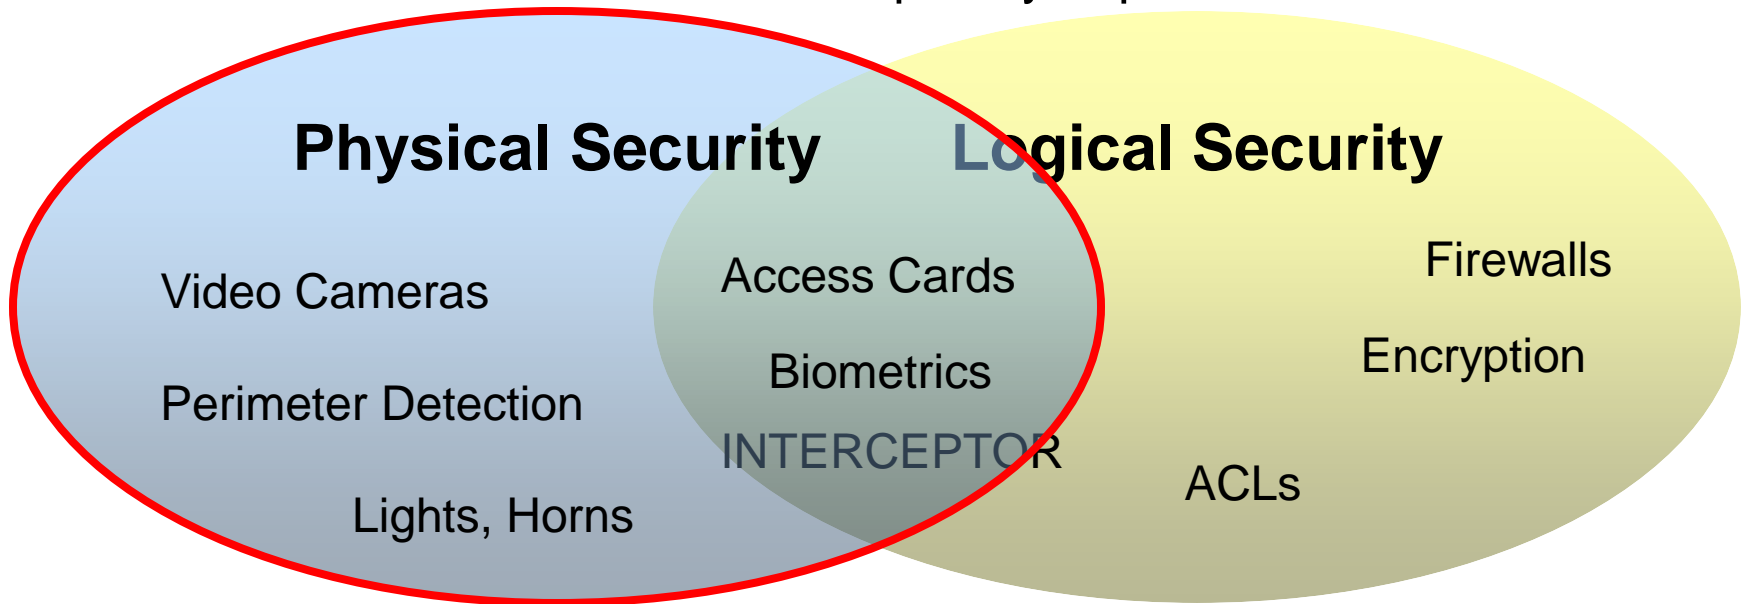 Physical Security
Logical Security
Video Cameras
Access Cards
Firewalls
Perimeter Detection
Biometrics
Encryption
INTERCEPTOR
Lights, Horns
ACLs